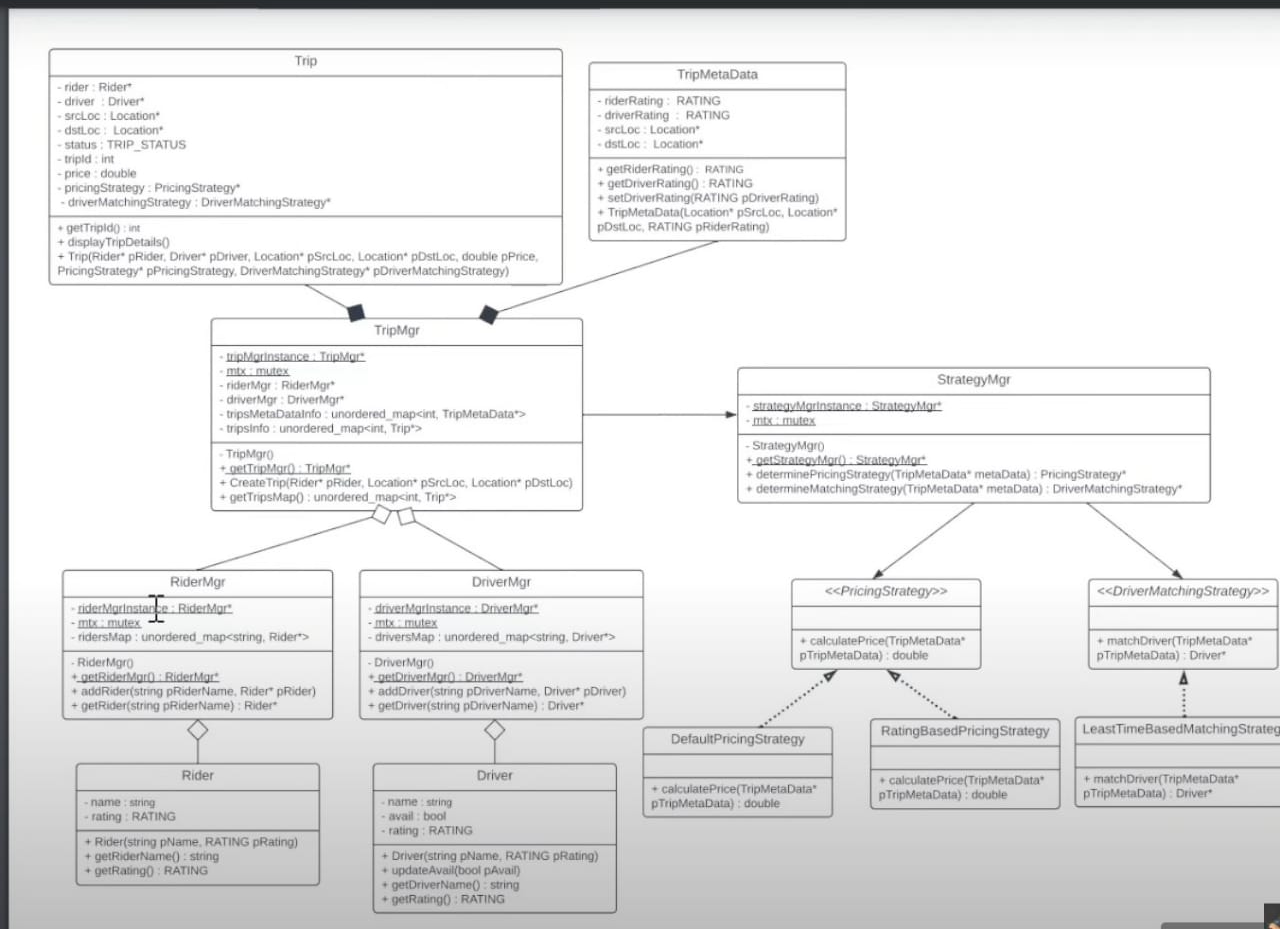 Trip
- rider : Rider*
- driver : Driver*
- srcLoc : Location*
- dstLoc : Location*
- status : TRIP_STATUS
- tripId : int
- price : double
- pricingStrategy : PricingStrategy*
- driverMatchingStrategy : DriverMatchingStrategy*
+ getTripId() : int
+ displayTripDetails()
+ Trip(Rider* pRider, Driver* pDriver, Location* pSrcLoc, Location* pDstLoc, double pPrice,
PricingStrategy* pPricingStrategy, DriverMatchingStrategy* pDriverMatchingStrategy)
TripMetaData
- riderRating : RATING
- driverRating : RATING
- srcLoc : Location*
- dstLoc : Location*
+ getRiderRating() : RATING
+ getDriverRating() : RATING
+ setDriverRating(RATING pDriverRating)
+ TripMetaData(Location* pSrcLoc, Location*
pDstLoc, RATING pRiderRating)
TripMgr
- tripMgrInstance : TripMgr*
- mtx : mutex
- riderMgr : RiderMgr*
- driverMgr : DriverMgr*
- tripsMetaDataInfo : unordered_map<int, TripMetaData*>
- tripsInfo : unordered_map<int, Trip*>
- TripMgr()
+ getTripMgr() : TripMgr*
+ CreateTrip(Rider* pRider, Location* pSrcLoc, Location* pDstLoc)
+ getTripsMap() : unordered_map<int, Trip*>
StrategyMgr
- strategyMgrInstance : StrategyMgr*
- mtx : mutex
- StrategyMgr()
+ getStrategyMgr() : StrategyMgr*
+ determinePricingStrategy(TripMetaData* metaData) : PricingStrategy*
+ determineMatchingStrategy(TripMetaData* metaData) : DriverMatchingStrategy*
RiderMgr
- riderMgrInstance : RiderMgr*
- mtx : mutex
- ridersMap : unordered_map<string, Rider*>
- RiderMgr()
+ getRiderMgr() : RiderMgr*
+ addRider(string pRiderName, Rider* pRider)
+ getRider(string pRiderName) : Rider*
DriverMgr
- driverMgrInstance : DriverMgr*
- mtx : mutex
- driversMap : unordered_map<string, Driver*>
- DriverMgr()
+ getDriverMgr() : DriverMgr*
+ addDriver(string pDriverName, Driver* pDriver)
+ getDriver(string pDriverName) : Driver*
<<PricingStrategy>>
+ calculatePrice(TripMetaData*
pTripMetaData) : double
<<DriverMatchingStrategy>>
+ matchDriver(TripMetaData*
pTripMetaData) : Driver*
DefaultPricingStrategy
+ calculatePrice(TripMetaData*
pTripMetaData) : double
RatingBasedPricingStrategy
+ calculatePrice(TripMetaData*
pTripMetaData) : double
LeastTimeBasedMatchingStrateg
+ matchDriver(TripMetaData*
pTripMetaData) : Driver*
Rider
- name : string
- rating : RATING
+ Rider(string pName, RATING pRating)
+ getRiderName() : string
+ getRating() : RATING
Driver
- name : string
- avail : bool
- rating : RATING
+ Driver(string pName, RATING pRating)
+ updateAvail(bool pAvail)
+ getDriverName() : string
+ getRating() : RATING